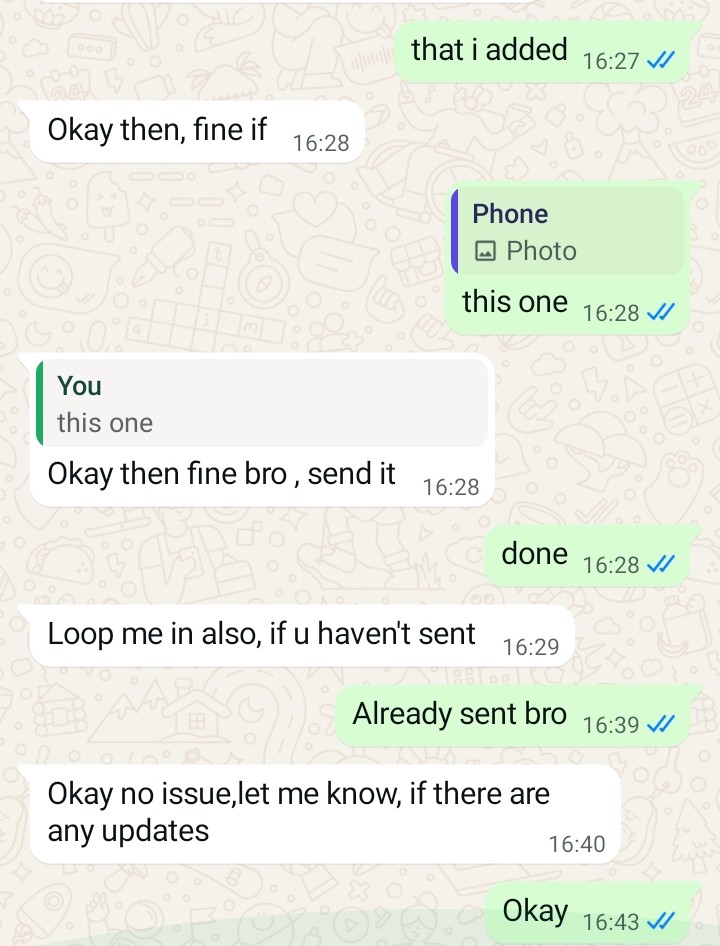 that i added 16:27
Okay then, fine if 16:28
Phone
Photo
this one 16:28
You
this one
Okay then fine bro , send it 16:28
done 16:28
Loop me in also, if u haven't sent 16:29
Already sent bro 16:39
Okay no issue,let me know, if there are
any updates 16:40
Okay 16:43